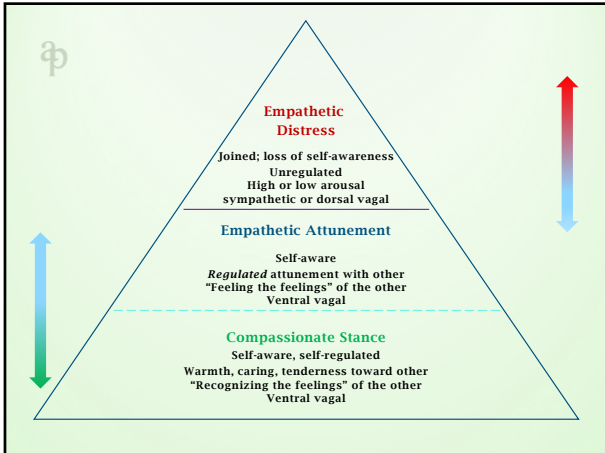 ap
Empathetic
Distress
Joined; loss of self-awareness
Unregulated
High or low arousal
sympathetic or dorsal vagal
Empathetic Attunement
Self-aware
Regulated attunement with other
“Feeling the feelings” of the other
Ventral vagal
Compassionate Stance
Self-aware, self-regulated
Warmth, caring, tenderness toward other
“Recognizing the feelings” of the other
Ventral vagal